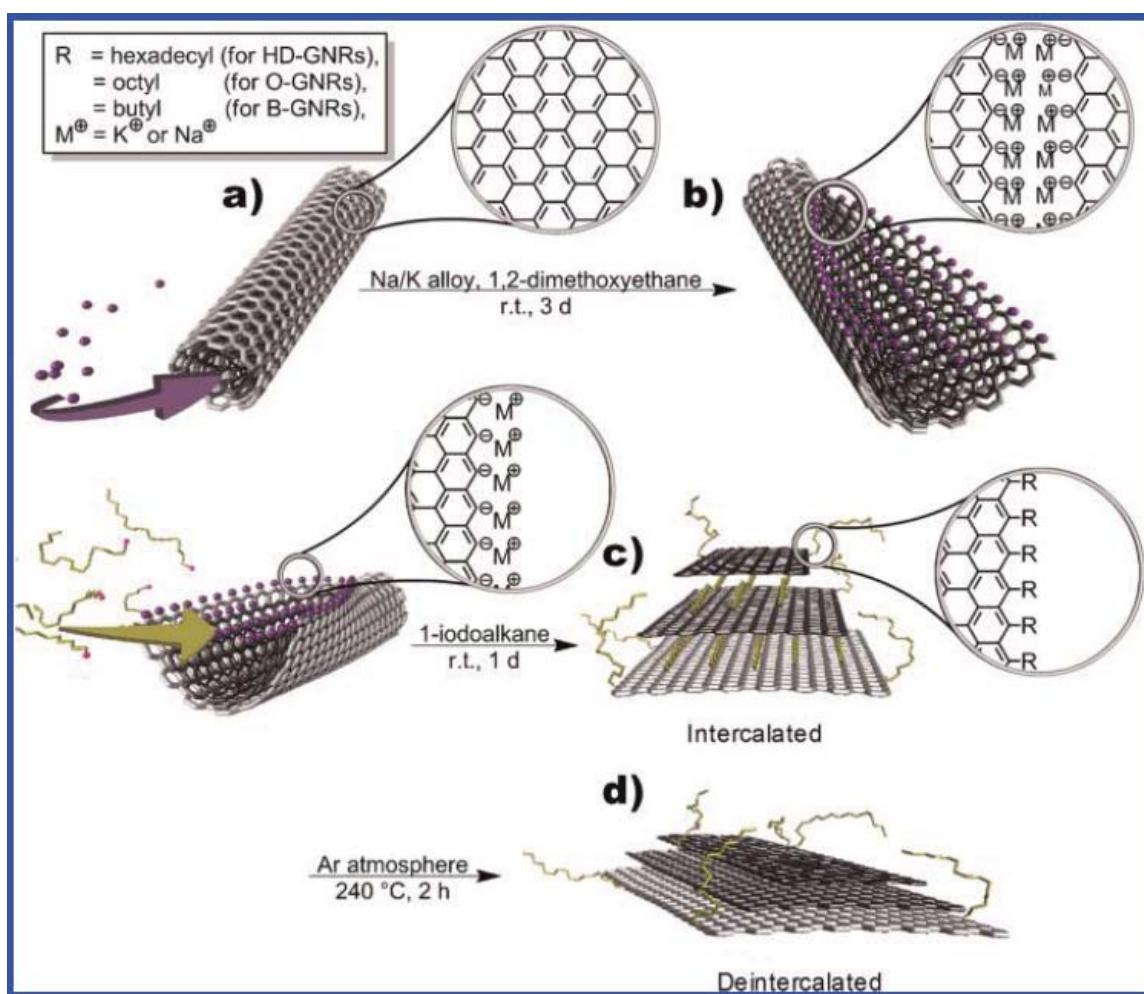 R = hexadecyl (for HD-GNRs),
= octyl (for O-GNRs),
= butyl (for B-GNRs),
M⊕ = K⊕ or Na⊕
a)
b)
⊖ M⊕ M⊕ ⊖
⊖ M⊕ M⊕ ⊖
⊖ M⊕ M⊕ ⊖
⊖ M⊕ M⊕ ⊖
⊖⊕ ⊕⊖
Na/K alloy, 1,2-dimethoxyethane
r.t., 3 d
⊖ M⊕
⊖ M⊕
⊖ M⊕
⊖ M⊕
⊖ M⊕
⊖ ⊕
c)
R
R
R
R
R
R
1-iodoalkane
r.t., 1 d
Intercalated
d)
Ar atmosphere
240 °C, 2 h
Deintercalated